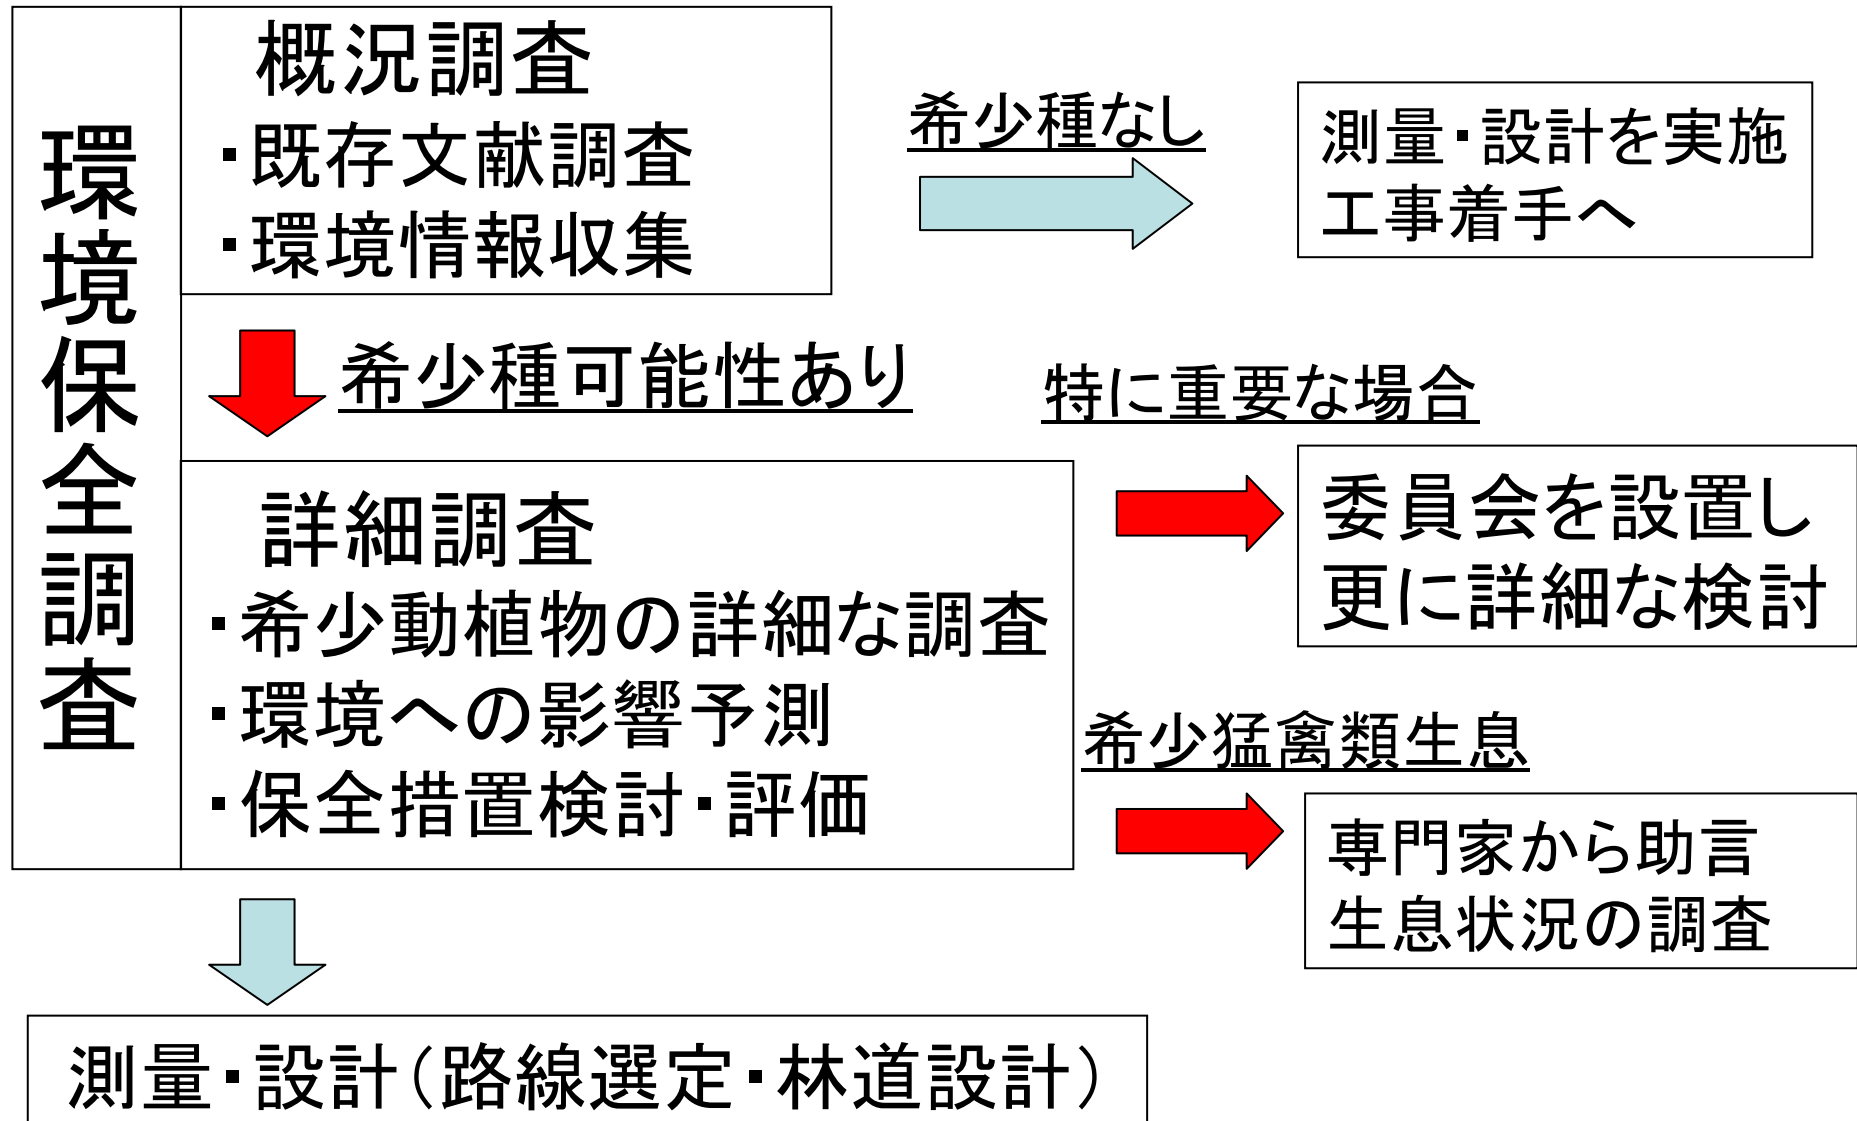 環境保全調査
概況調査
・既存文献調査
・環境情報収集
希少種なし
測量・設計を実施
工事着手へ
希少種可能性あり
詳細調査
・希少動植物の詳細な調査
・環境への影響予測
・保全措置検討・評価
特に重要な場合
委員会を設置し
更に詳細な検討
希少猛禽類生息
専門家から助言
生息状況の調査
測量・設計(路線選定・林道設計)